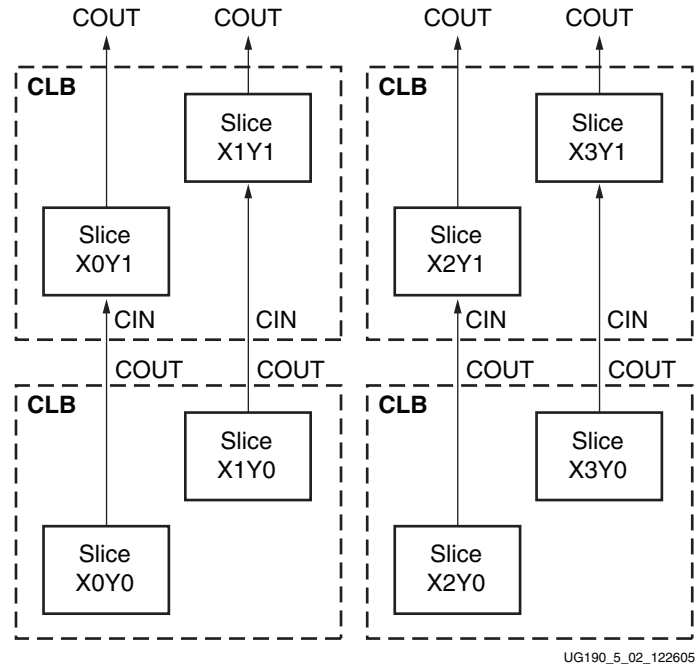 COUT COUT COUT COUT
CLB CLB
Slice
X1Y1
Slice
X3Y1
Slice
X0Y1
Slice
X2Y1
CIN CIN CIN CIN
COUT COUT COUT COUT
CLB CLB
Slice
X1Y0
Slice
X3Y0
Slice
X0Y0
Slice
X2Y0
UG190_5_02_122605